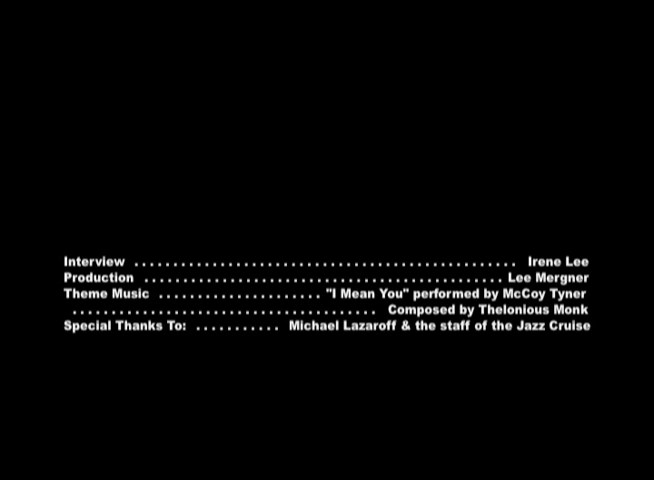 Interview ................................................. Irene Lee
Production .............................................. Lee Mergner
Theme Music ..................... "I Mean You" performed by McCoy Tyner
....................................... Composed by Thelonious Monk
Special Thanks To: ........... Michael Lazaroff & the staff of the Jazz Cruise